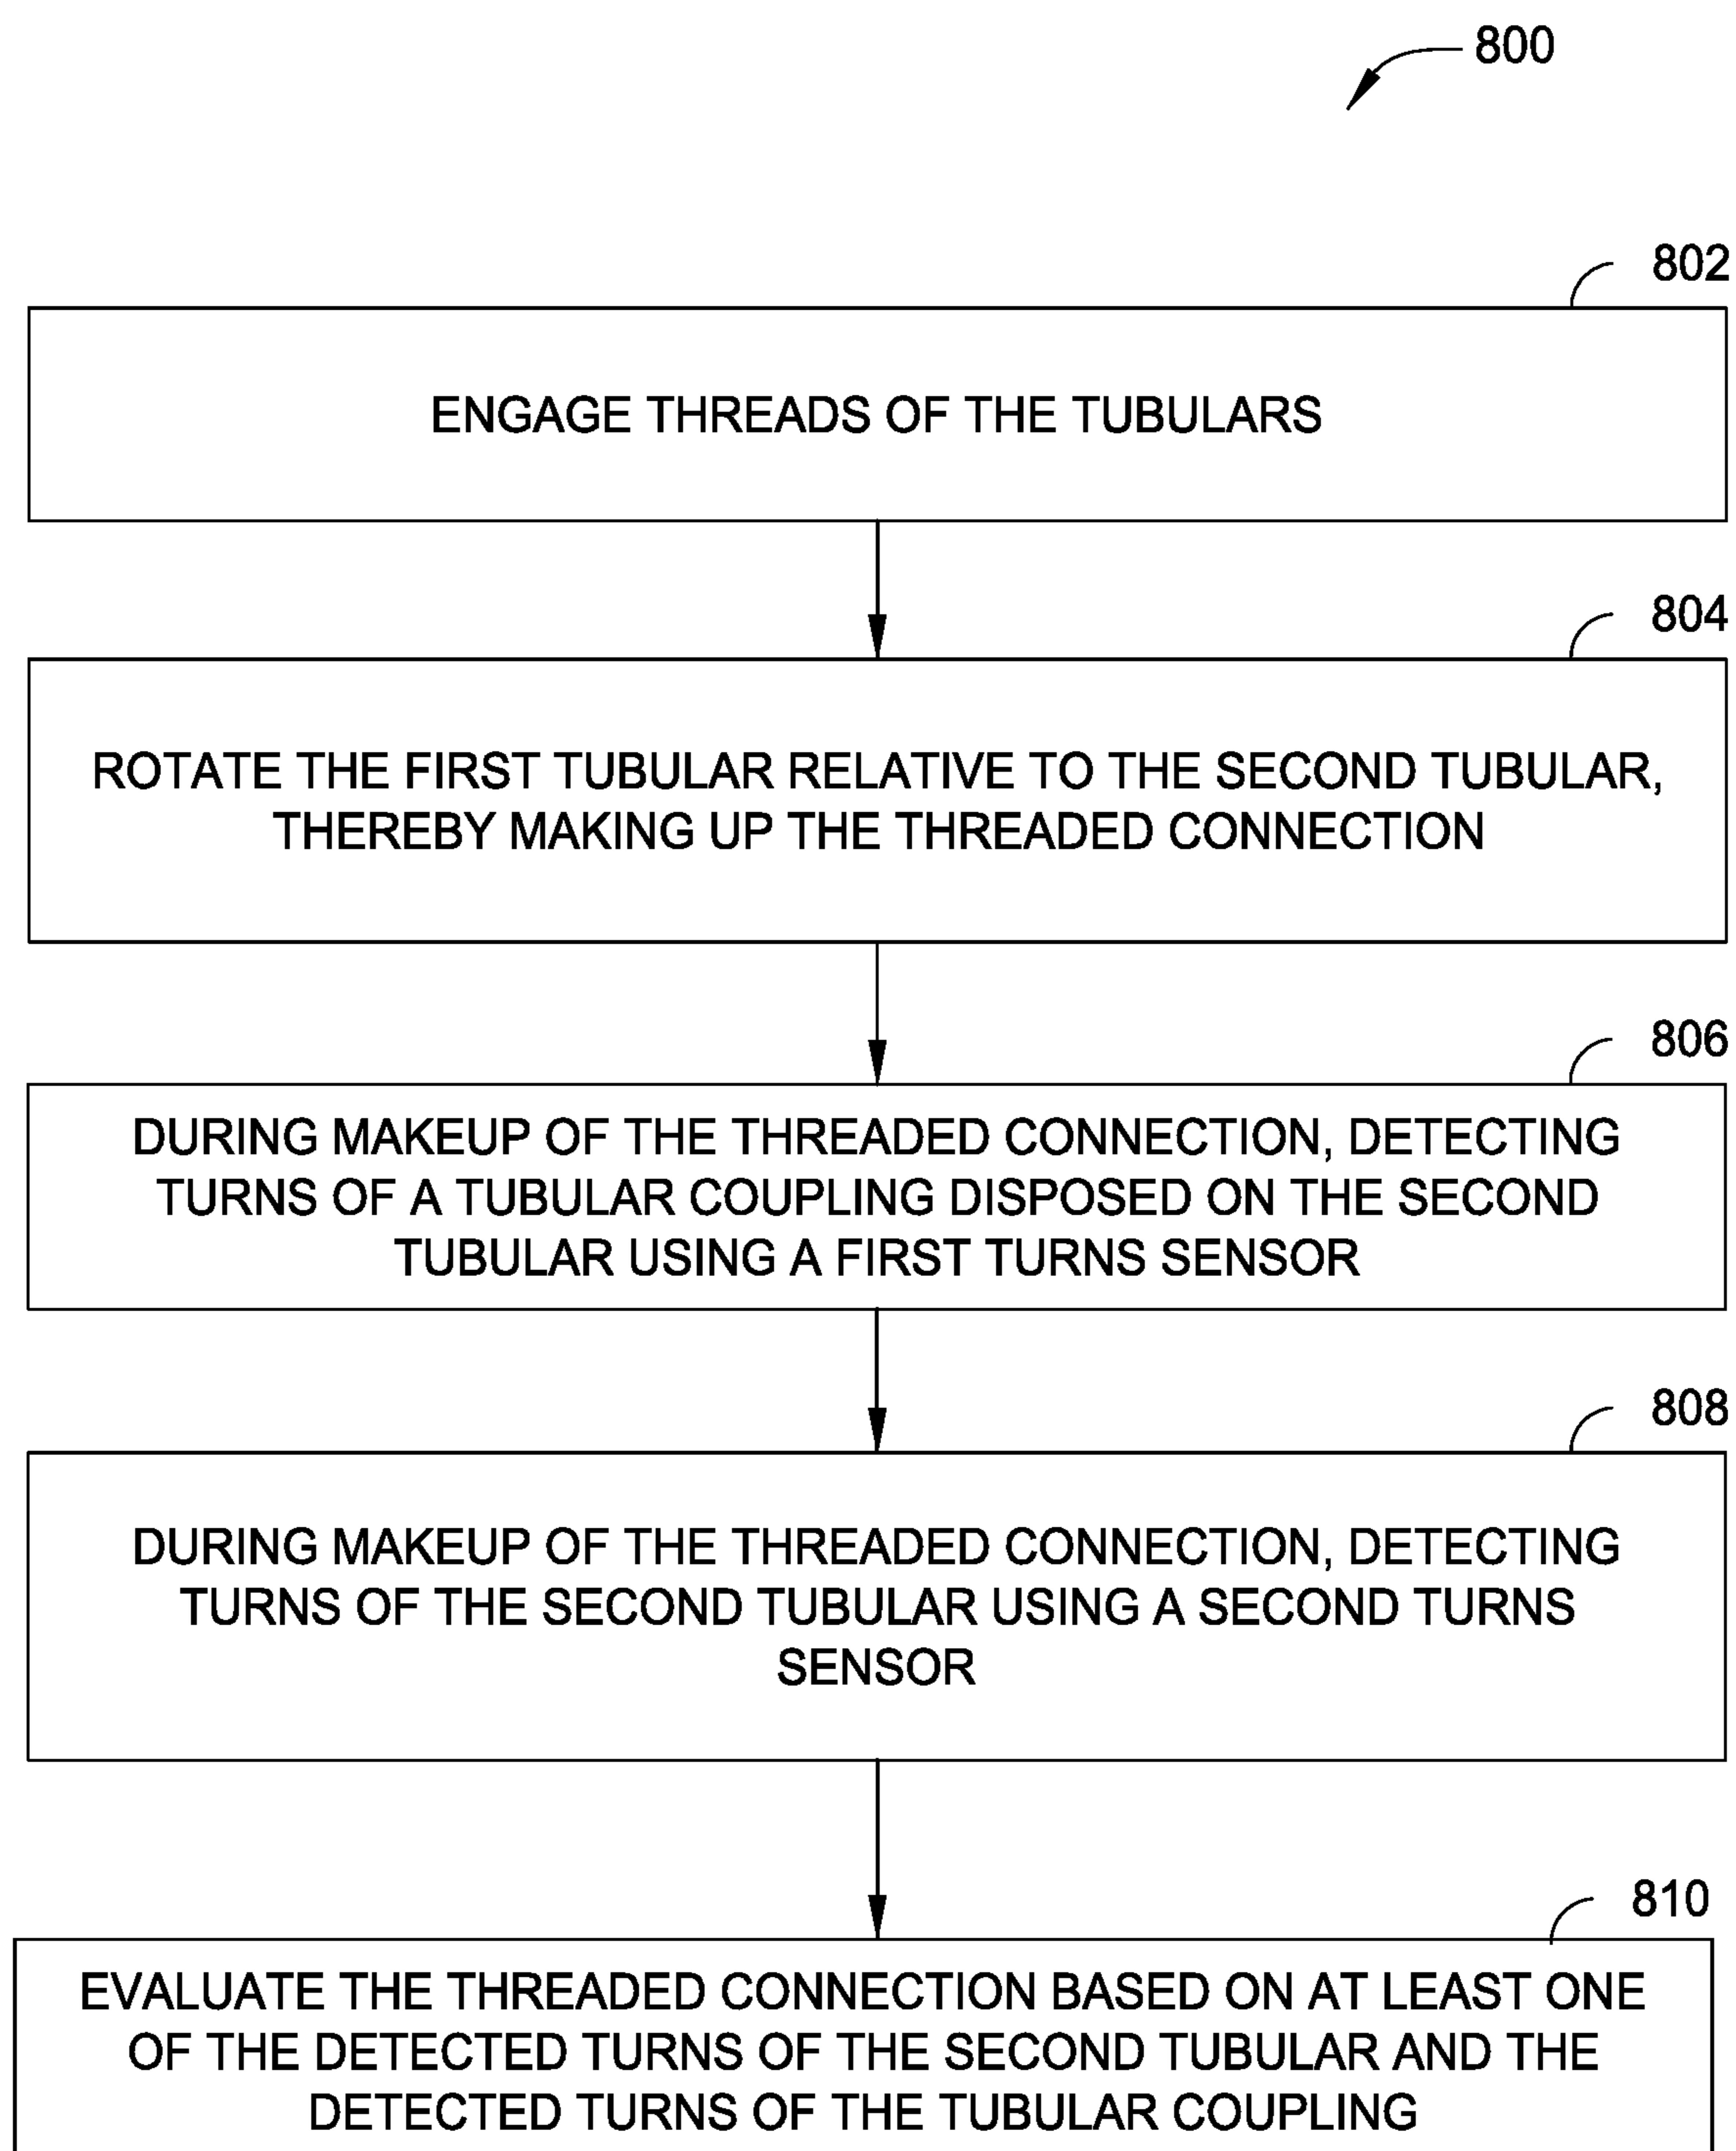 800
802
ENGAGE THREADS OF THE TUBULARS
804
ROTATE THE FIRST TUBULAR RELATIVE TO THE SECOND TUBULAR,
THEREBY MAKING UP THE THREADED CONNECTION
806
DURING MAKEUP OF THE THREADED CONNECTION, DETECTING
TURNS OF A TUBULAR COUPLING DISPOSED ON THE SECOND
TUBULAR USING A FIRST TURNS SENSOR
808
DURING MAKEUP OF THE THREADED CONNECTION, DETECTING
TURNS OF THE SECOND TUBULAR USING A SECOND TURNS
SENSOR
810
EVALUATE THE THREADED CONNECTION BASED ON AT LEAST ONE
OF THE DETECTED TURNS OF THE SECOND TUBULAR AND THE
DETECTED TURNS OF THE TUBULAR COUPLING